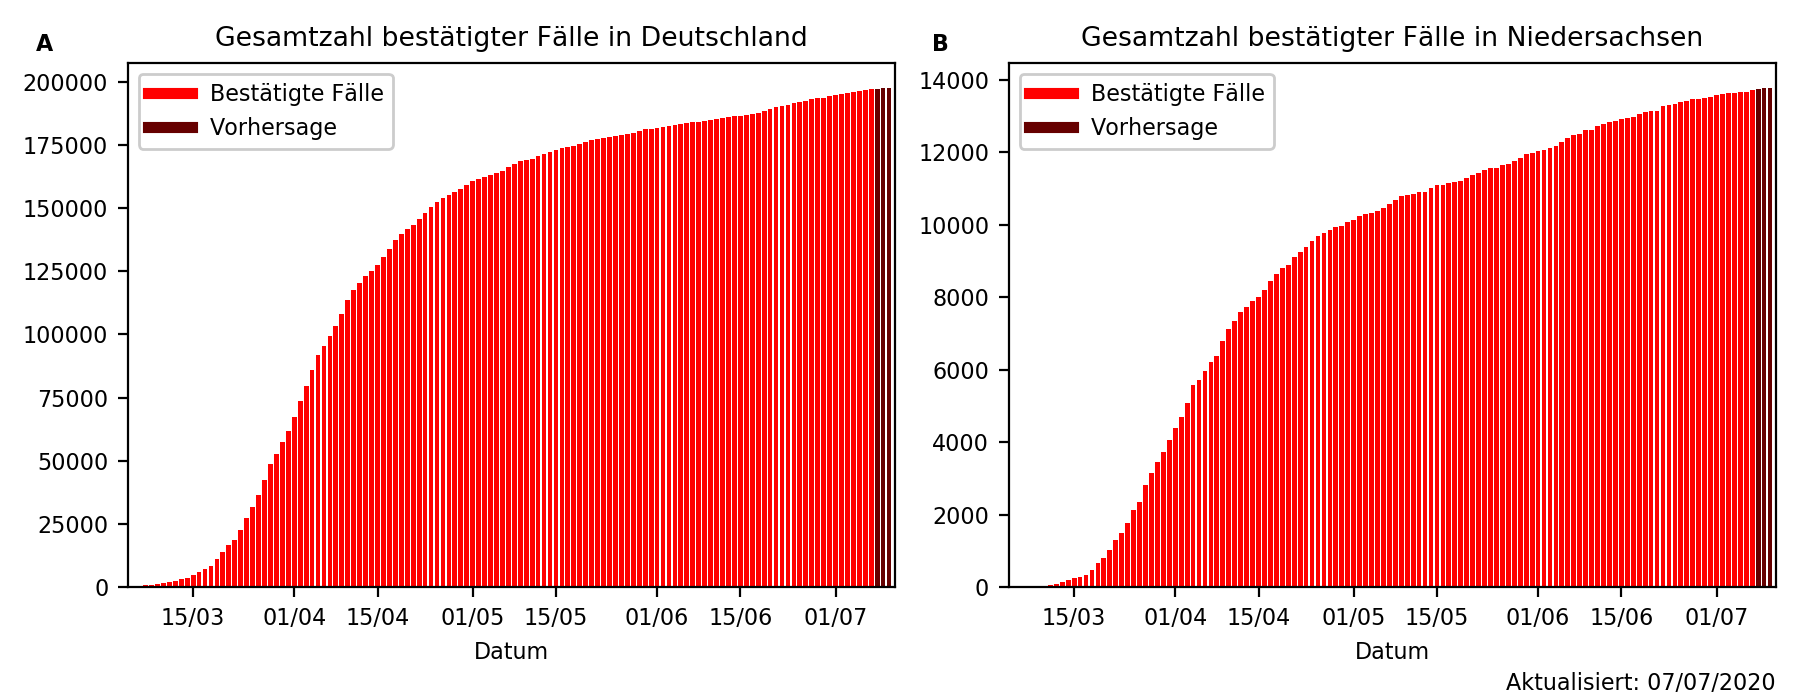 A
Gesamtzahl bestätigter Fälle in Deutschland
200000
175000
150000
125000
100000
75000
50000
25000
0
Bestätigte Fälle
Vorhersage
15/03 01/04 15/04 01/05 15/05 01/06 15/06 01/07
Datum
B
Gesamtzahl bestätigter Fälle in Niedersachsen
14000
12000
10000
8000
6000
4000
2000
0
Bestätigte Fälle
Vorhersage
15/03 01/04 15/04 01/05 15/05 01/06 15/06 01/07
Datum
Aktualisiert: 07/07/2020